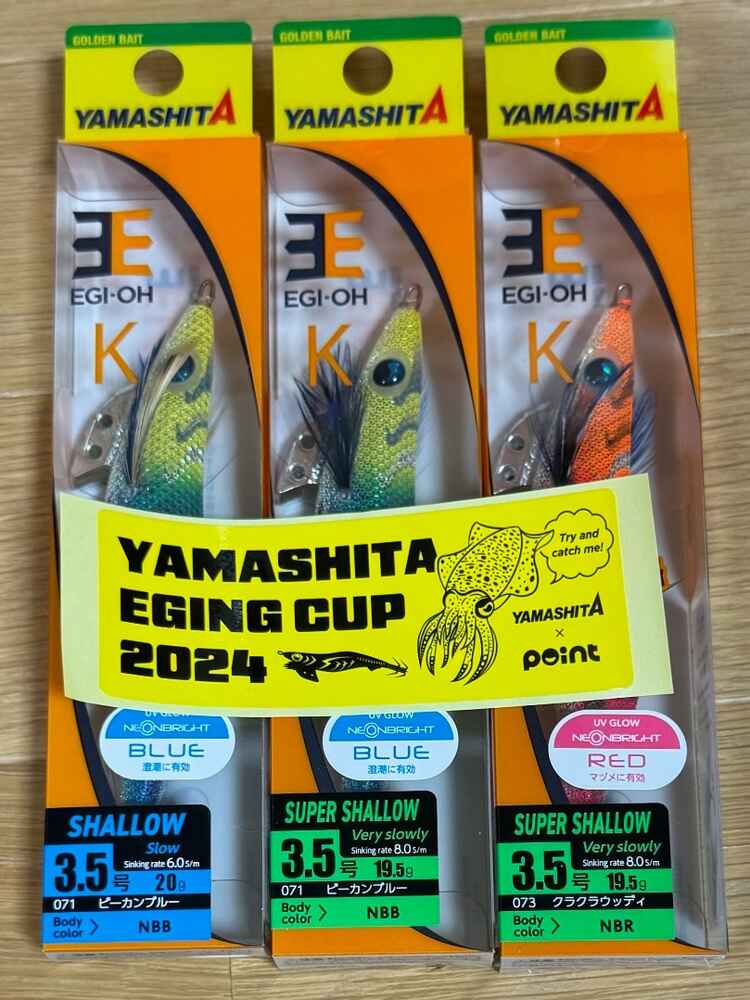 GOLDEN BAIT
YAMASHITA
EGI-OH
K
GOLDEN BAIT
YAMASHITA
EGI-OH
K
GOLDEN BAIT
YAMASHITA
EGI-OH
K
YAMASHITA
EGING CUP
2024
Try and
catch me!
YAMASHITA
×
point
UV GLOW
NEONBRIGHT
BLUE
澄潮に有効
SHALLOW
Slow
Sinking rate 6.0 S/m
3.5号 20g
071 ピーカンブルー
Body
color > NBB
UV GLOW
NEONBRIGHT
BLUE
澄潮に有効
SUPER SHALLOW
Very slowly
Sinking rate 8.0 S/m
3.5号 19.5g
071 ピーカンブルー
Body
color > NBB
UV GLOW
NEONBRIGHT
RED
マヅメに有効
SUPER SHALLOW
Very slowly
Sinking rate 8.0 S/m
3.5号 19.5g
073 クラクラウッディ
Body
color > NBR